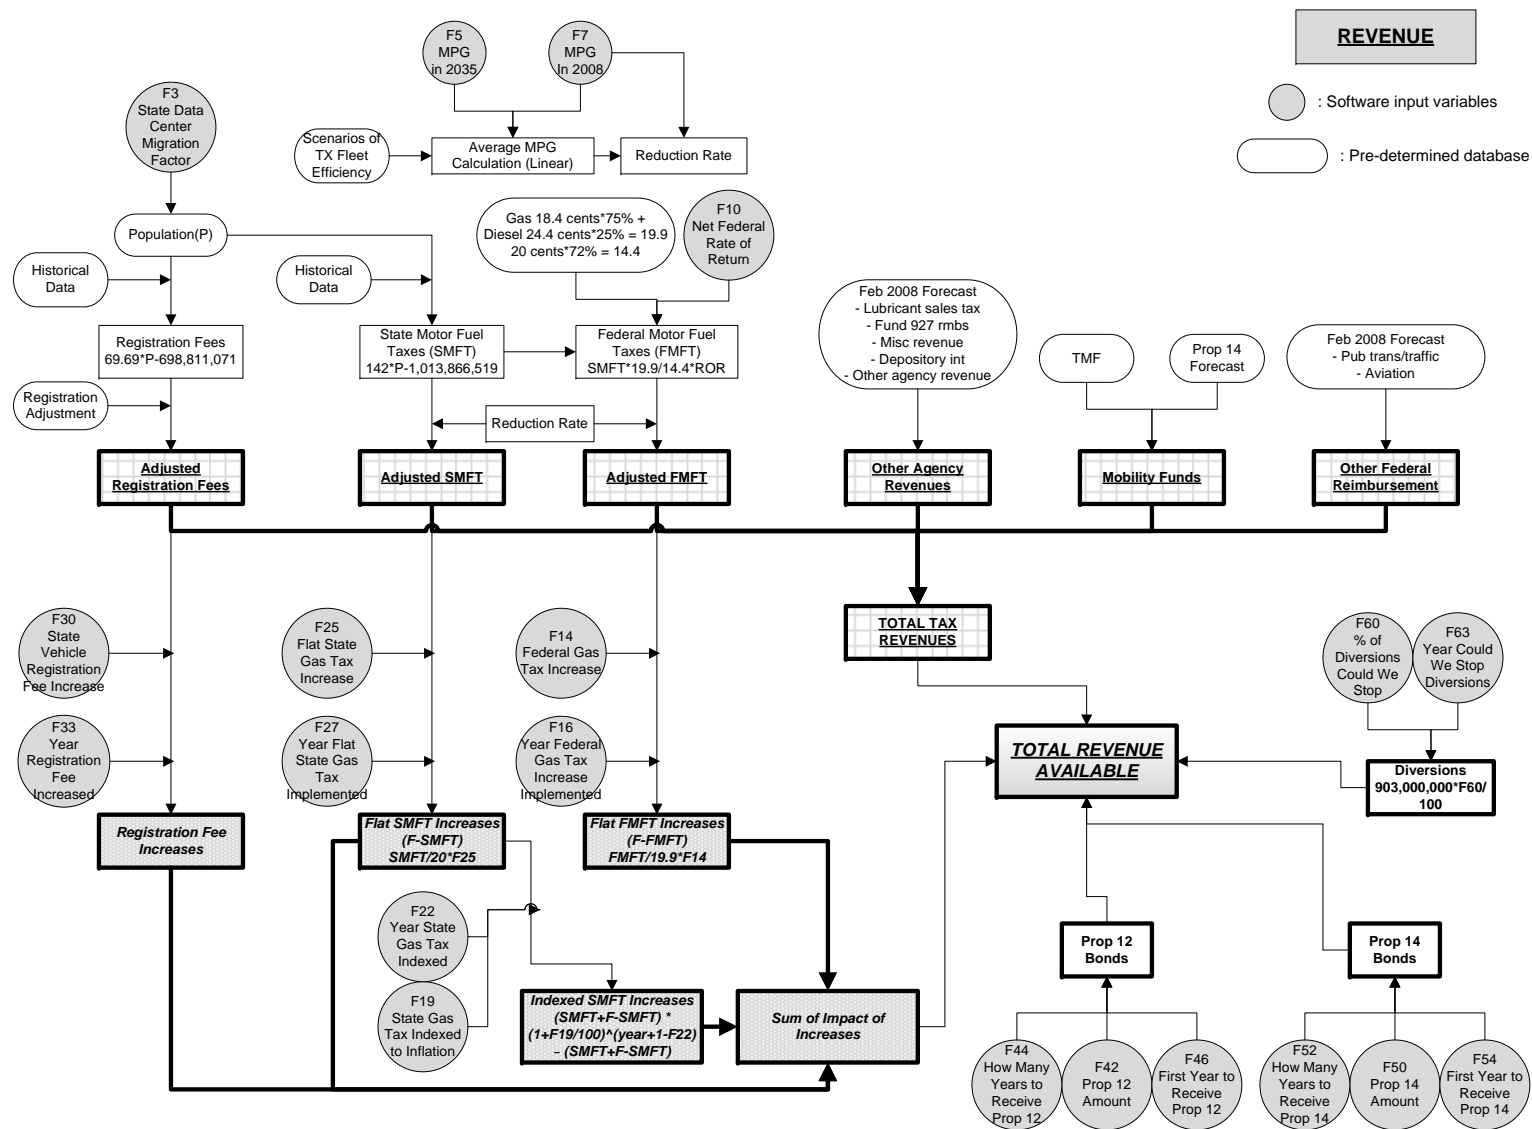 REVENUE
: Software input variables
: Pre-determined database
F5
MPG
in 2035
F7
MPG
In 2008
F3
State Data
Center
Migration
Factor
Scenarios of
TX Fleet
Efficiency
Average MPG
Calculation (Linear)
Reduction Rate
Population(P)
Gas 18.4 cents*75% +
Diesel 24.4 cents*25% = 19.9
20 cents*72% = 14.4
F10
Net Federal
Rate of
Return
Historical
Data
Historical
Data
Feb 2008 Forecast
- Lubricant sales tax
- Fund 927 rmbs
- Misc revenue
- Depository int
- Other agency revenue
TMF
Prop 14
Forecast
Feb 2008 Forecast
- Pub trans/traffic
- Aviation
Registration Fees
69.69*P-698,811,071
State Motor Fuel
Taxes (SMFT)
142*P-1,013,866,519
Federal Motor Fuel
Taxes (FMFT)
SMFT*19.9/14.4*ROR
Registration
Adjustment
Reduction Rate
Adjusted
Registration Fees
Adjusted SMFT
Adjusted FMFT
Other Agency
Revenues
Mobility Funds
Other Federal
Reimbursement
F30
State
Vehicle
Registration
Fee Increase
F25
Flat State
Gas Tax
Increase
F14
Federal Gas
Tax Increase
TOTAL TAX
REVENUES
F60
% of
Diversions
Could We
Stop
F63
Year Could
We Stop
Diversions
F33
Year
Registration
Fee
Increased
F27
Year Flat
State Gas
Tax
Implemented
F16
Year Federal
Gas Tax
Increase
Implemented
TOTAL REVENUE
AVAILABLE
Diversions
903,000,000*F60/
100
Registration Fee
Increases
Flat SMFT Increases
(F-SMFT)
SMFT/20*F25
Flat FMFT Increases
(F-FMFT)
FMFT/19.9*F14
F22
Year State
Gas Tax
Indexed
F19
State Gas
Tax Indexed
to Inflation
Indexed SMFT Increases
(SMFT+F-SMFT) *
(1+F19/100)^(year+1-F22)
– (SMFT+F-SMFT)
Sum of Impact of
Increases
Prop 12
Bonds
Prop 14
Bonds
F44
How Many
Years to
Receive
Prop 12
F42
Prop 12
Amount
F46
First Year to
Receive
Prop 12
F52
How Many
Years to
Receive
Prop 14
F50
Prop 14
Amount
F54
First Year to
Receive
Prop 14